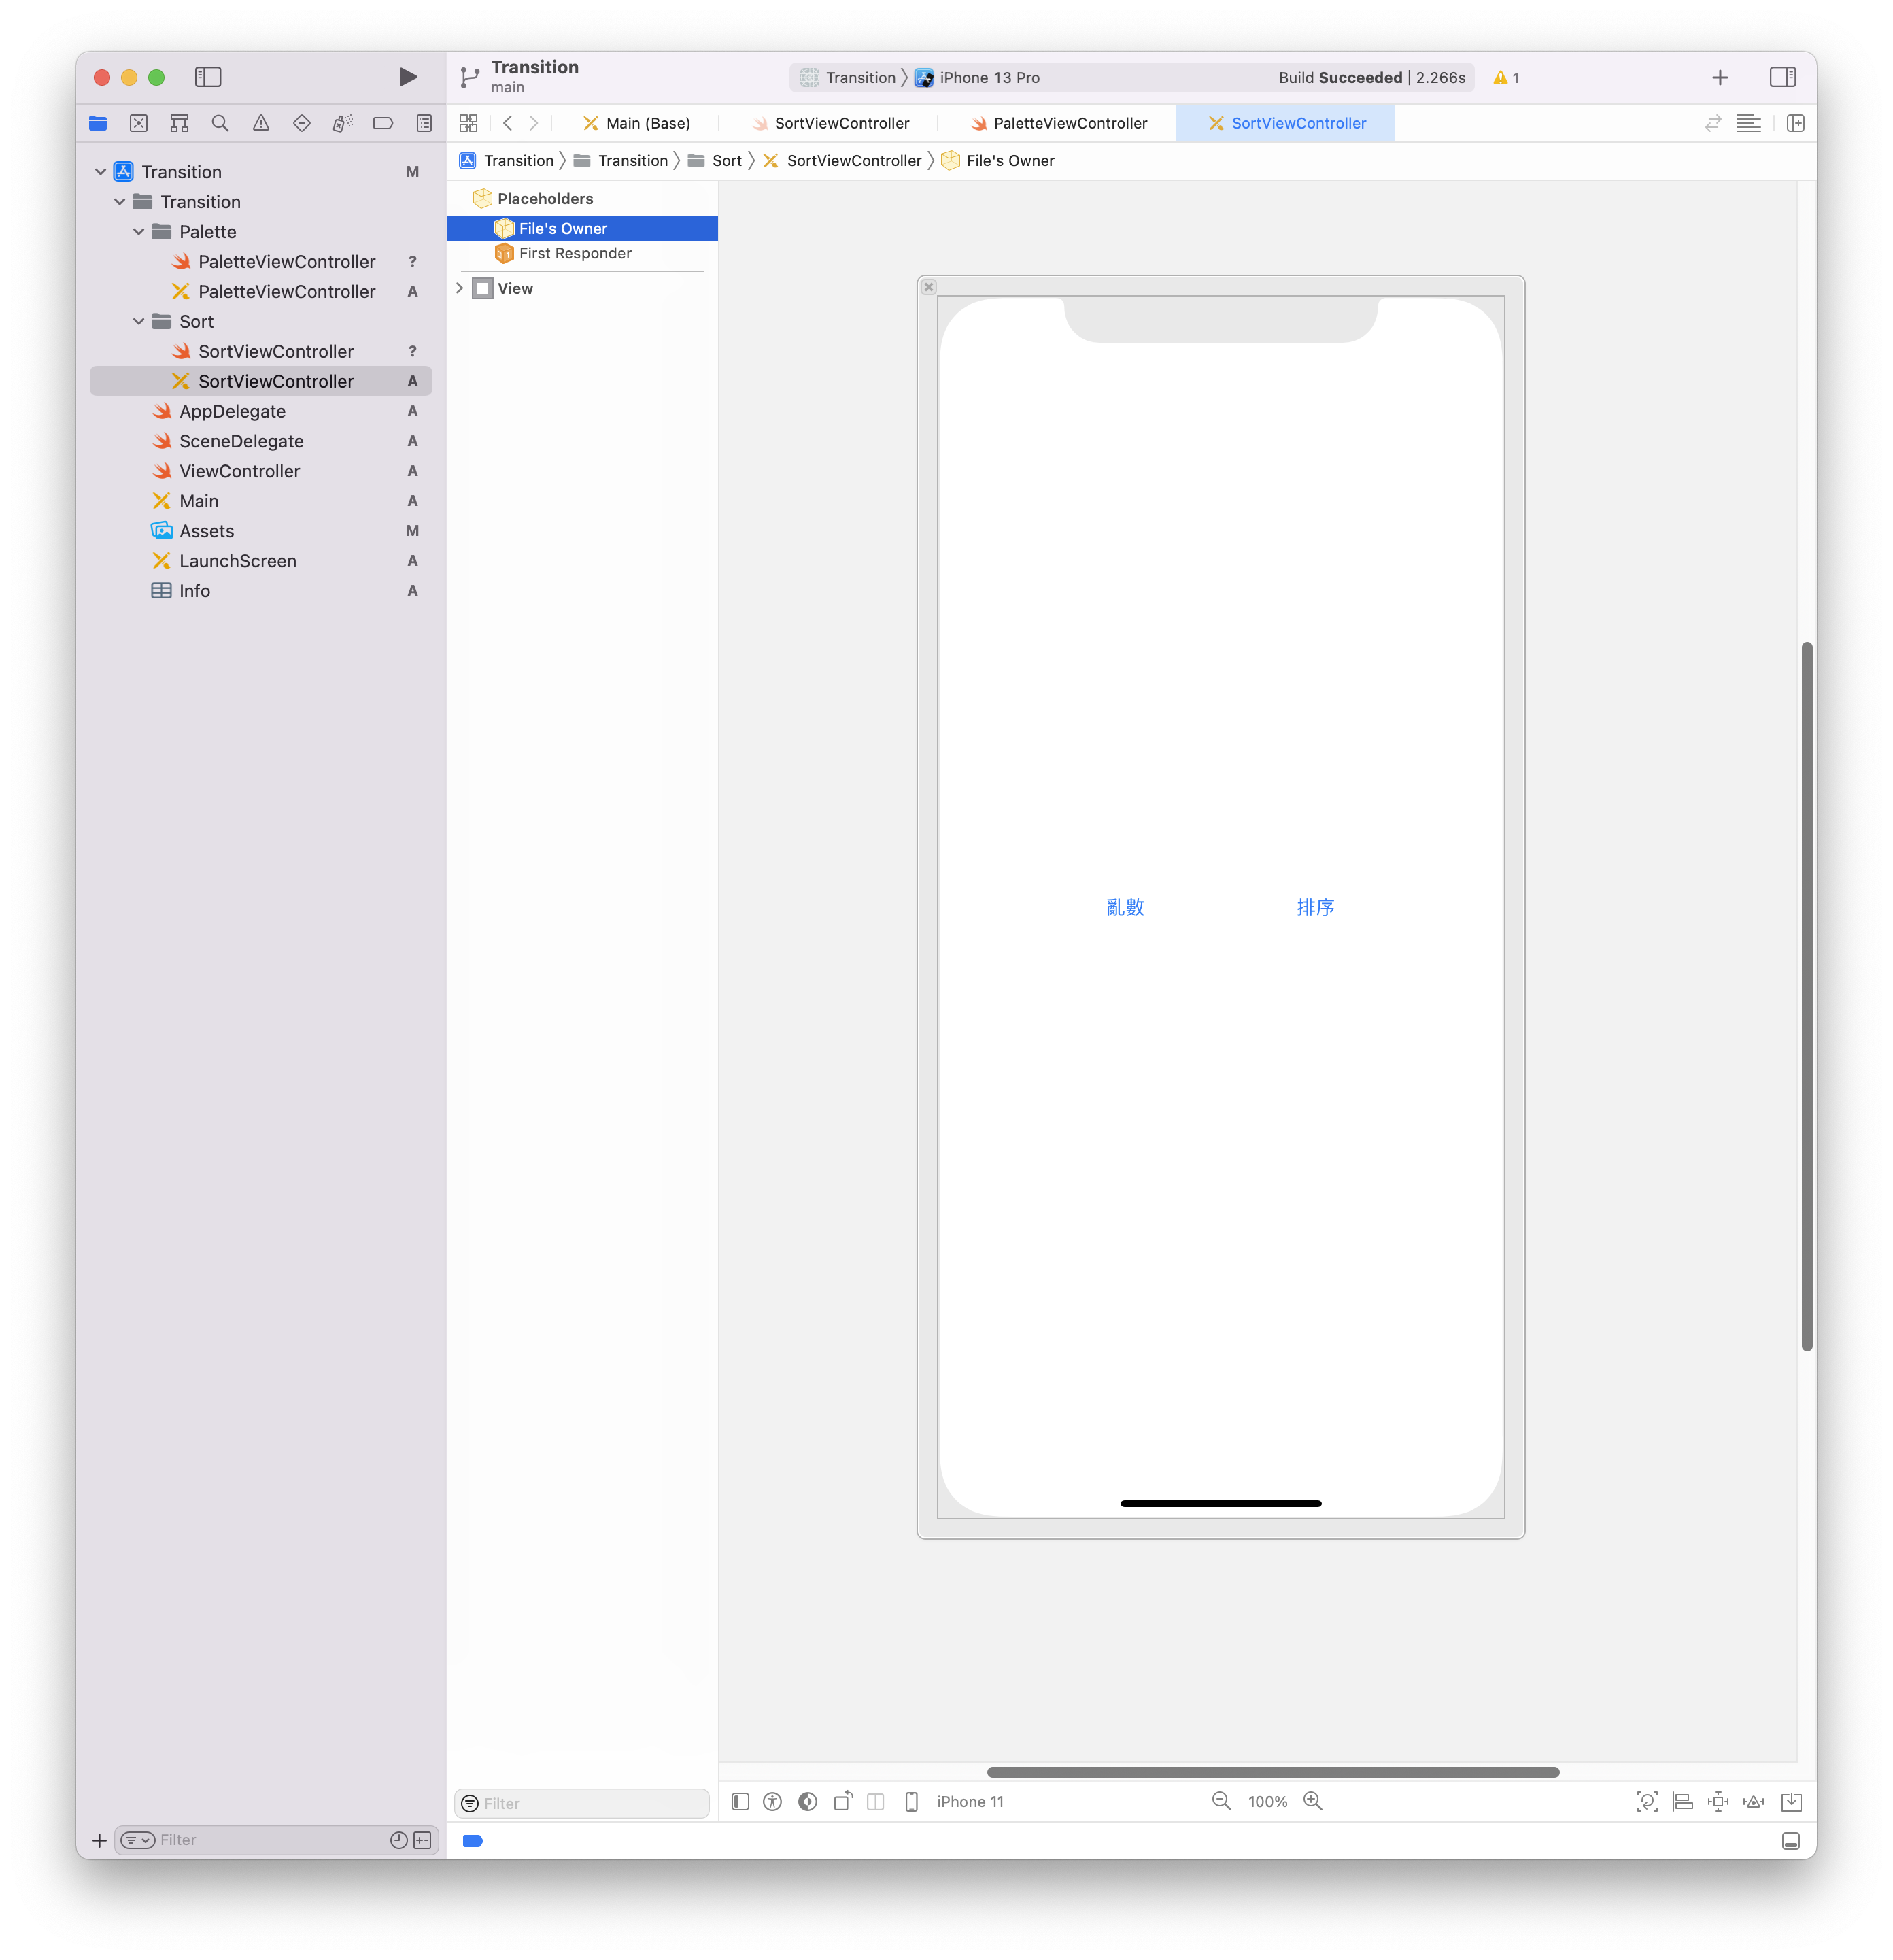 Transition
main
Transition
iPhone 13 Pro
Build Succeeded | 2.266s
1
Main (Base)
SortViewController
PaletteViewController
SortViewController
Transition
Transition
Sort
SortViewController
File's Owner
Transition M
Transition
Palette
PaletteViewController ?
PaletteViewController A
Sort
SortViewController ?
SortViewController A
AppDelegate A
SceneDelegate A
ViewController A
Main A
Assets M
LaunchScreen A
Info A
Filter
Placeholders
File's Owner
First Responder
View
Filter
亂數
排序
iPhone 11
100%